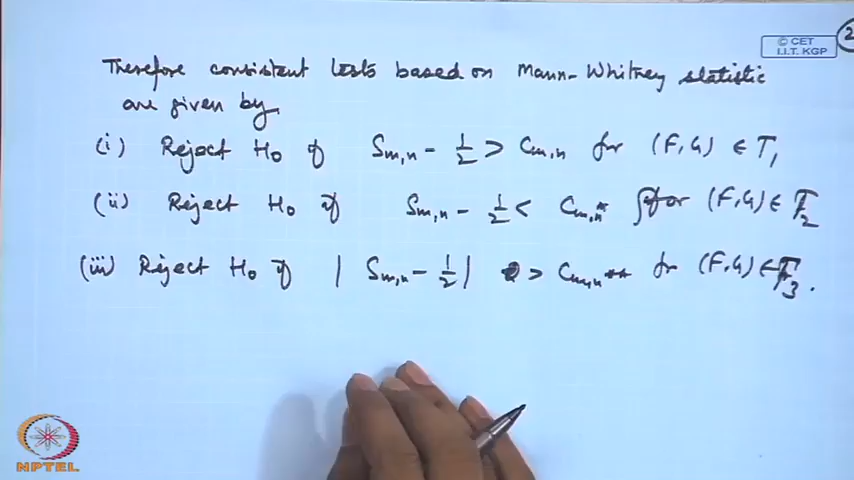 2
© CET
I.I.T. KGP
Therefore consistent tests based on Mann-Whitney statistic
are given by
(i) Reject H₀ if Sm,n - 1/2 > Cm,n for (F,G) ∈ T₁
(ii) Reject H₀ if Sm,n - 1/2 < Cm,n* for (F,G) ∈ T₂
(iii) Reject H₀ if | Sm,n - 1/2 | > Cm,n** for (F,G) ∈ T₃.
NPTEL